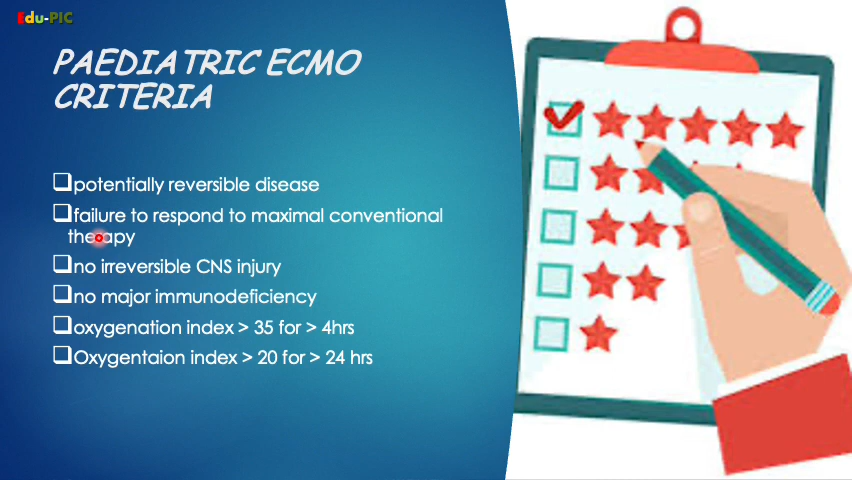 Edu-PIC
PAEDIATRIC ECMO
CRITERIA
potentially reversible disease
failure to respond to maximal conventional
therapy
no irreversible CNS injury
no major immunodeficiency
oxygenation index > 35 for > 4hrs
Oxygentaion index > 20 for > 24 hrs